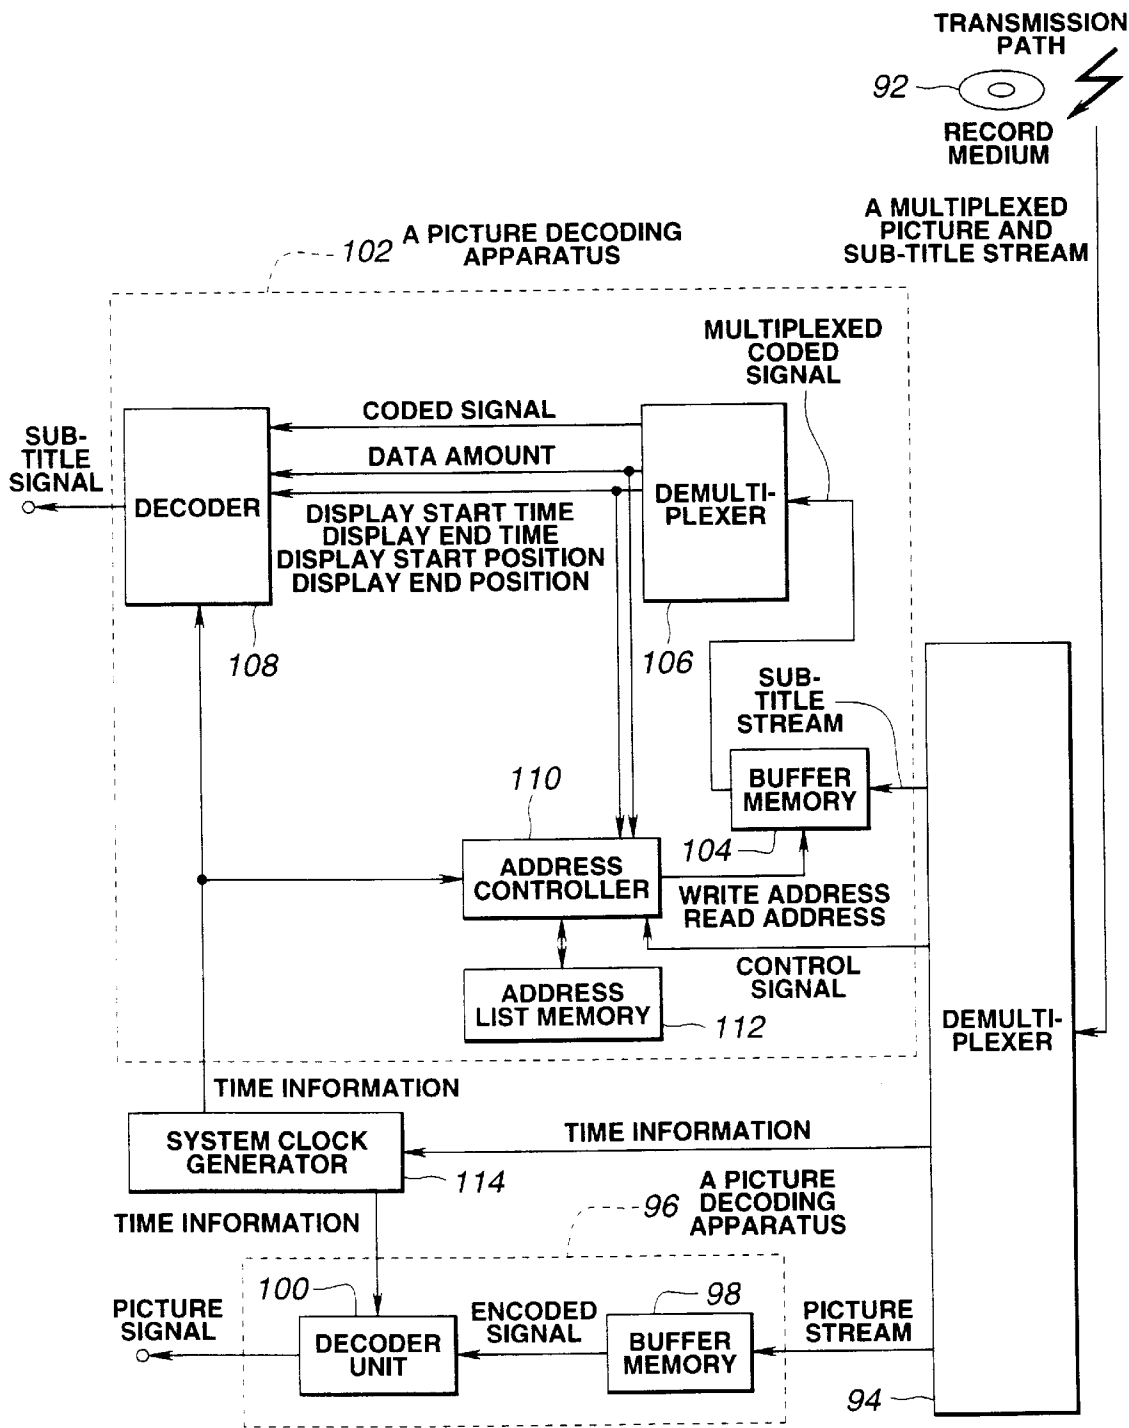 TRANSMISSION
PATH
92
RECORD
MEDIUM
A MULTIPLEXED
PICTURE AND
SUB-TITLE STREAM
102
A PICTURE DECODING
APPARATUS
MULTIPLEXED
CODED
SIGNAL
CODED SIGNAL
SUB-
TITLE
SIGNAL
DATA AMOUNT
DECODER
DEMULTI-
PLEXER
DISPLAY START TIME
DISPLAY END TIME
DISPLAY START POSITION
DISPLAY END POSITION
108
106
SUB-
TITLE
STREAM
110
BUFFER
MEMORY
104
ADDRESS
CONTROLLER
WRITE ADDRESS
READ ADDRESS
CONTROL
SIGNAL
ADDRESS
LIST MEMORY
112
DEMULTI-
PLEXER
TIME INFORMATION
SYSTEM CLOCK
GENERATOR
TIME INFORMATION
114
A PICTURE
DECODING
APPARATUS
96
TIME INFORMATION
100
98
PICTURE
SIGNAL
ENCODED
SIGNAL
PICTURE
STREAM
DECODER
UNIT
BUFFER
MEMORY
94